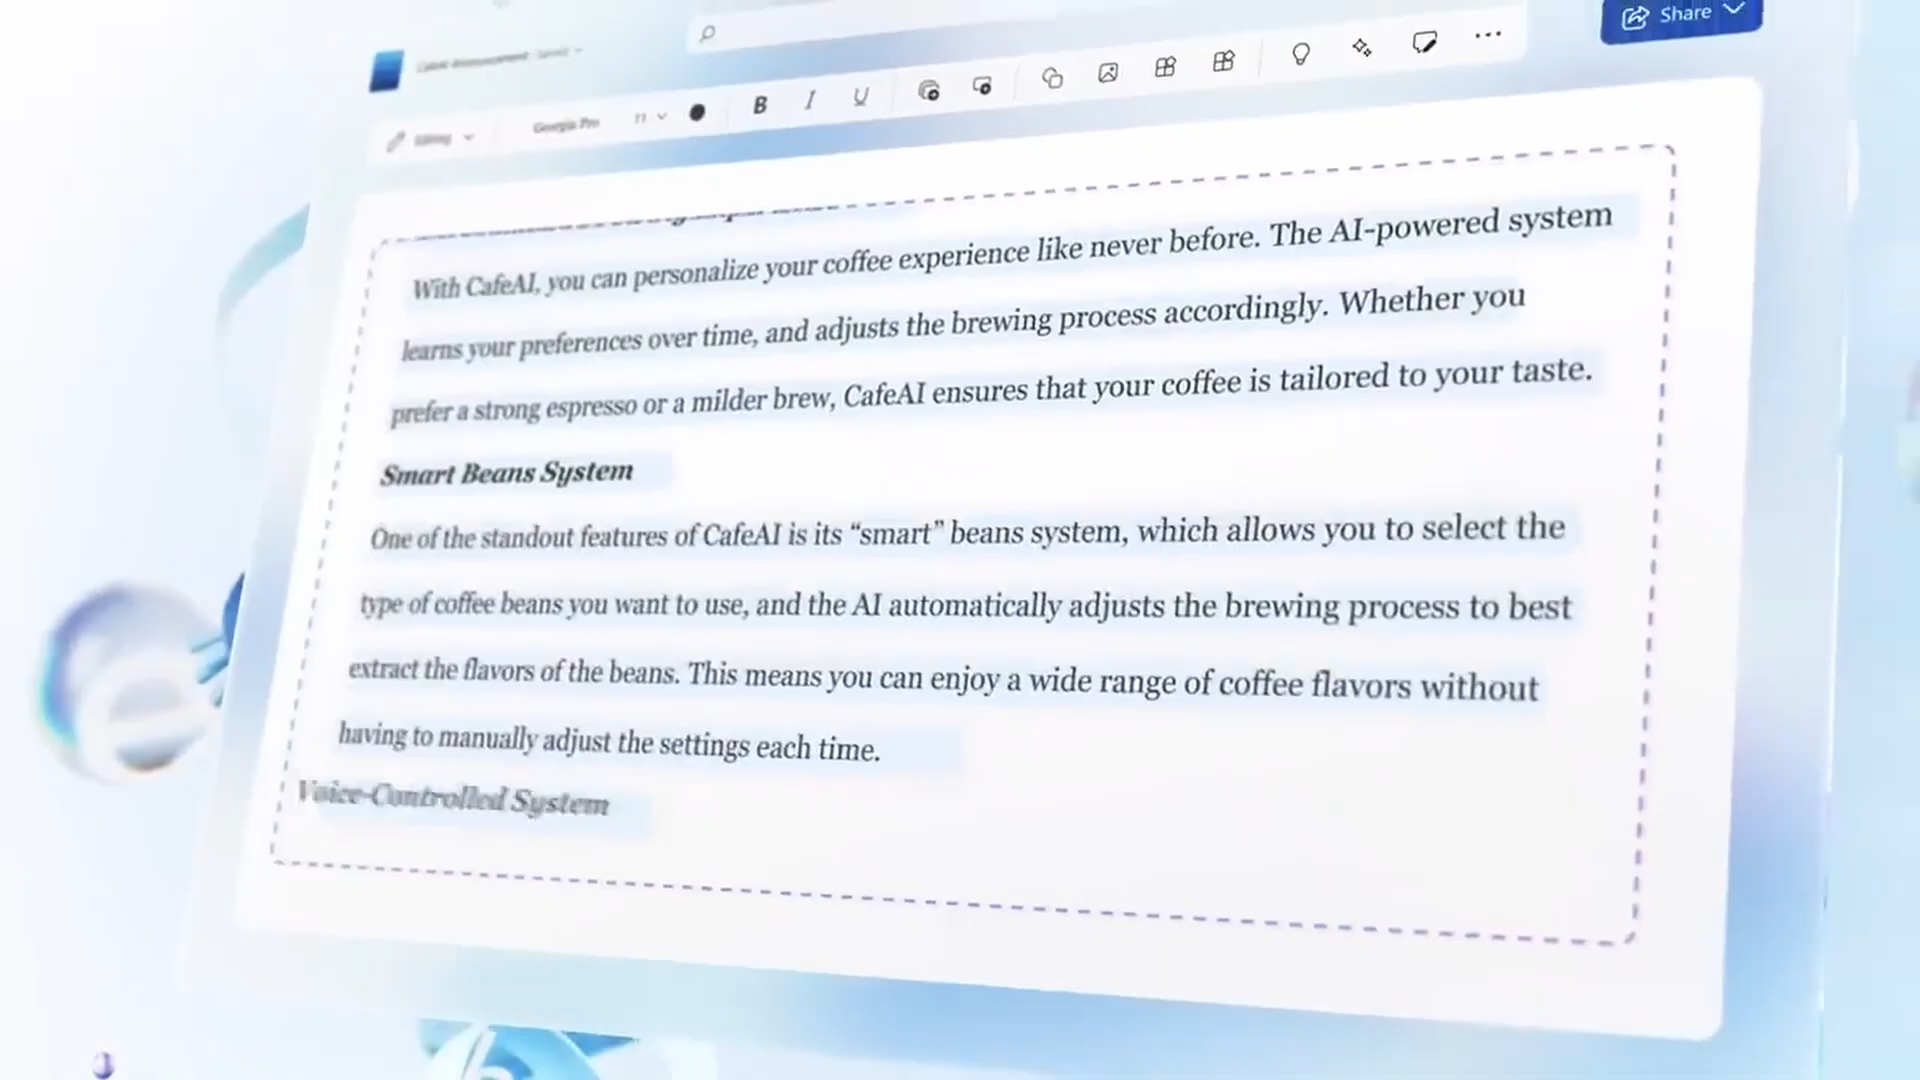 Share
Editing
Georgia Pro
11
B I U
With CafeAI, you can personalize your coffee experience like never before. The AI-powered system
learns your preferences over time, and adjusts the brewing process accordingly. Whether you
prefer a strong espresso or a milder brew, CafeAI ensures that your coffee is tailored to your taste.
Smart Beans System
One of the standout features of CafeAI is its “smart” beans system, which allows you to select the
type of coffee beans you want to use, and the AI automatically adjusts the brewing process to best
extract the flavors of the beans. This means you can enjoy a wide range of coffee flavors without
having to manually adjust the settings each time.
Voice-Controlled System